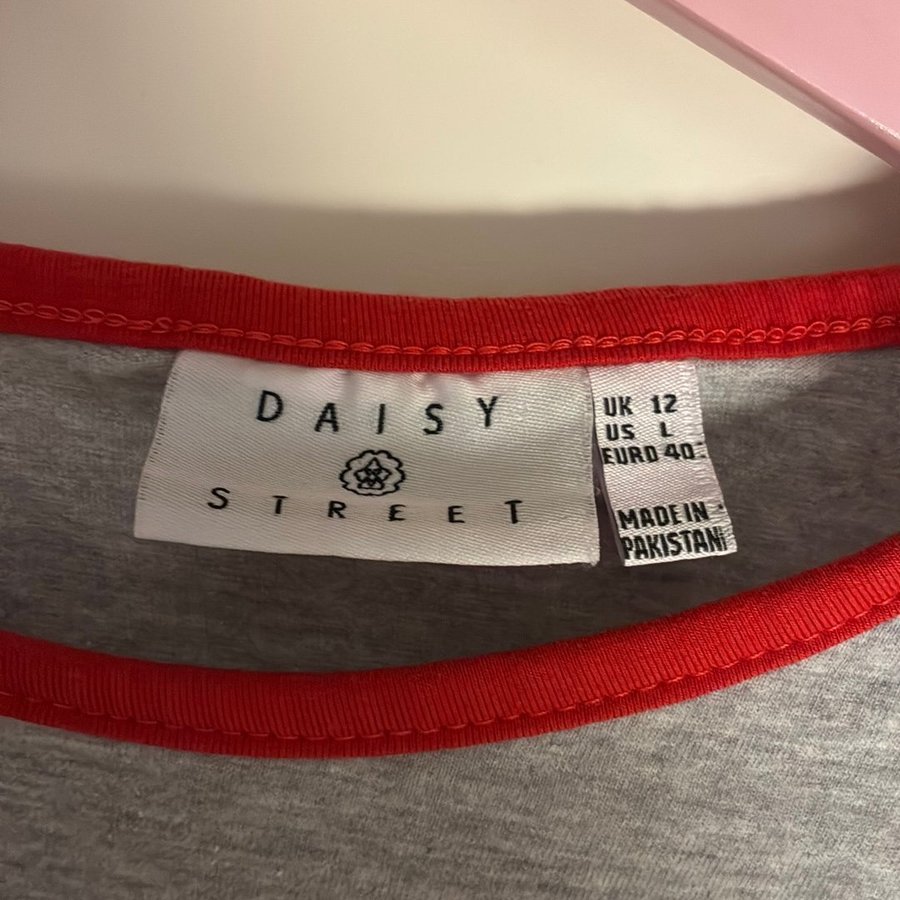 DAISY
STREET
UK 12
US L
EURO 40
MADE IN
PAKISTAN